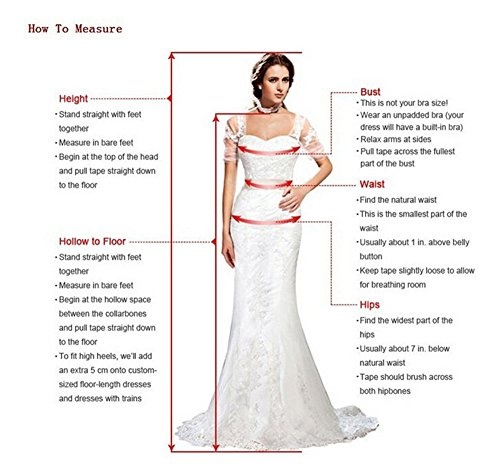 How To Measure
Height
• Stand straight with feet
together
• Measure in bare feet
• Begin at the top of the head
and pull tape straight down
to the floor
Hollow to Floor
• Stand straight with feet
together
• Measure in bare feet
• Begin at the hollow space
between the collarbones
and pull tape straight down
to the floor
• To fit high heels, we'll add
an extra 5 cm onto custom-
sized floor-length dresses
and dresses with trains
Bust
• This is not your bra size!
• Wear an unpadded bra (your
dress will have a built-in bra)
• Relax arms at sides
• Pull tape across the fullest
part of the bust
Waist
• Find the natural waist
• This is the smallest part of the
waist
• Usually about 1 in. above belly
button
• Keep tape slightly loose to allow
for breathing room
Hips
• Find the widest part of the
hips
• Usually about 7 in. below
natural waist
• Tape should brush across
both hipbones